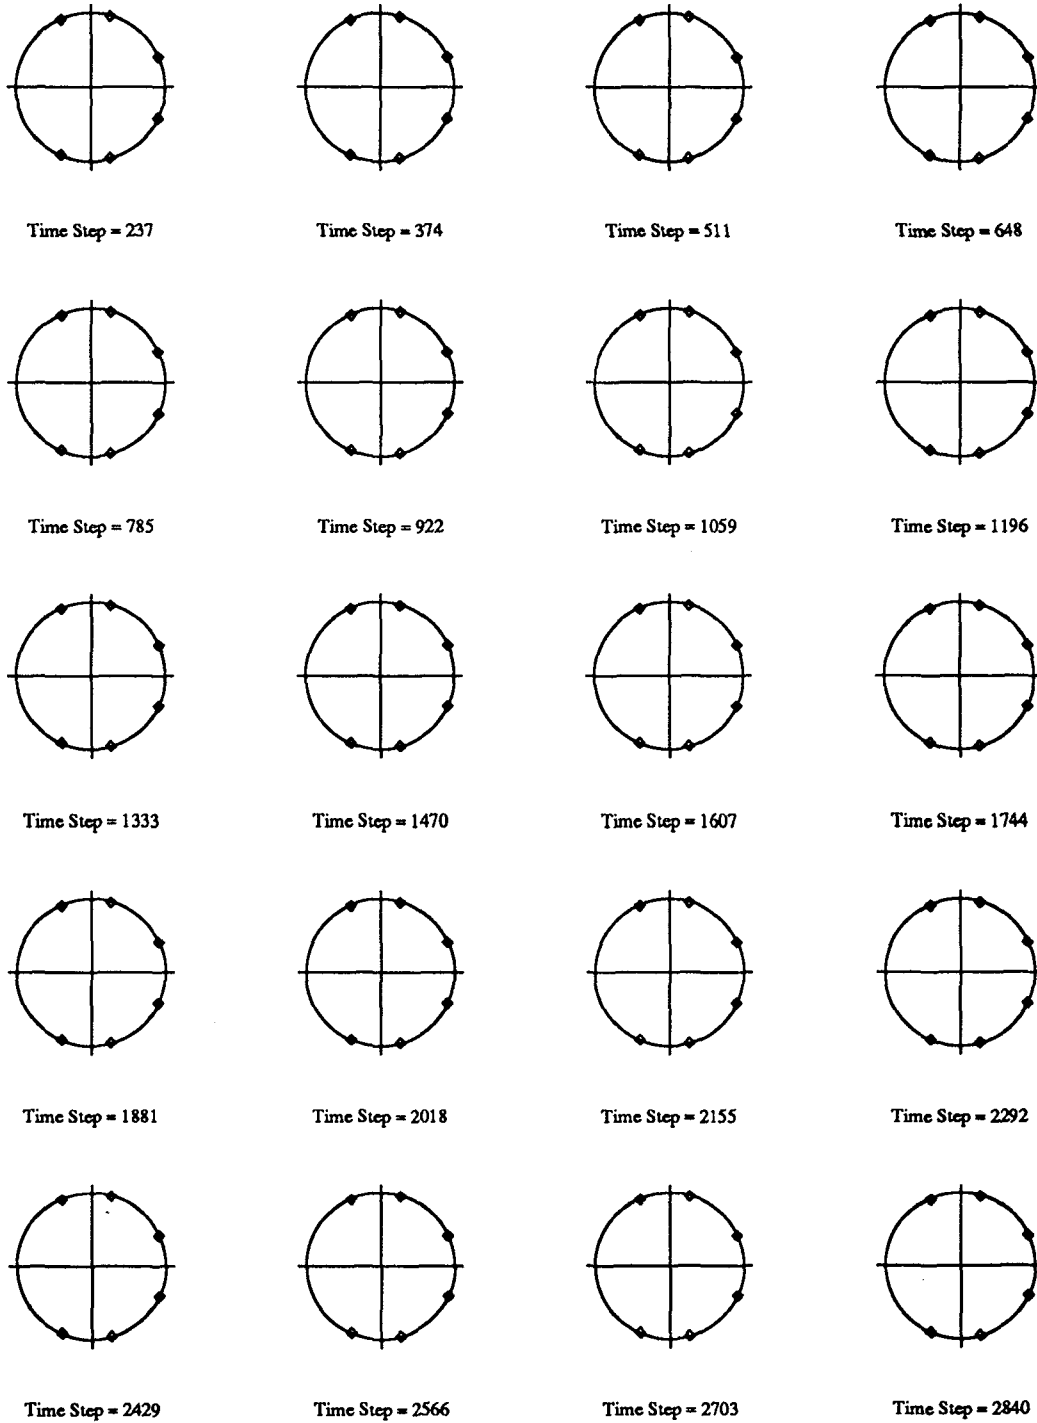 Time Step = 237
Time Step = 374
Time Step = 511
Time Step = 648
Time Step = 785
Time Step = 922
Time Step = 1059
Time Step = 1196
Time Step = 1333
Time Step = 1470
Time Step = 1607
Time Step = 1744
Time Step = 1881
Time Step = 2018
Time Step = 2155
Time Step = 2292
Time Step = 2429
Time Step = 2566
Time Step = 2703
Time Step = 2840